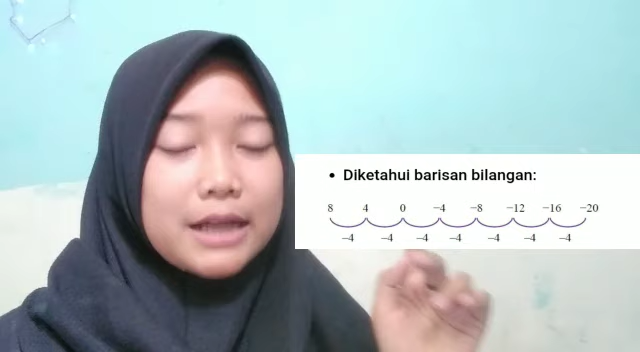 • Diketahui barisan bilangan:
8 4 0 −4 −8 −12 −16 −20
−4 −4 −4 −4 −4 −4 −4